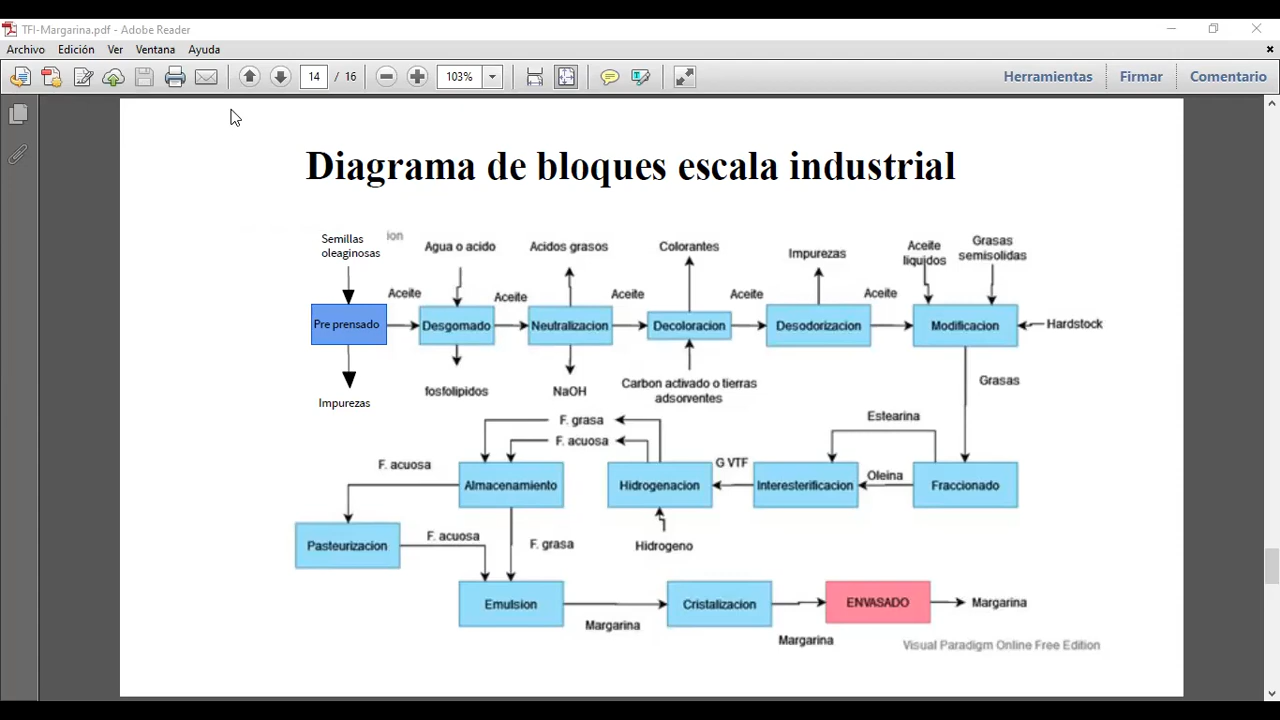 TFI-Margarina.pdf - Adobe Reader
Archivo Edición Ver Ventana Ayuda
14 / 16 103% Herramientas Firmar Comentario
Diagrama de bloques escala industrial
Semillas
oleaginosas
ion
Agua o acido
Acidos grasos
Colorantes
Impurezas
Aceite
liquidos
Grasas
semisolidas
Aceite
Aceite
Aceite
Aceite
Aceite
Pre prensado
Desgomado
Neutralizacion
Decoloracion
Desodorizacion
Modificacion
Hardstock
Impurezas
fosfolipidos
NaOH
Carbon activado o tierras
adsorventes
Grasas
F. grasa
F. acuosa
Estearina
F. acuosa
G VTF
Oleina
Almacenamiento
Hidrogenacion
Interesterificacion
Fraccionado
Pasteurizacion
F. acuosa
F. grasa
Hidrogeno
Emulsion
Margarina
Cristalizacion
Margarina
ENVASADO
Margarina
Visual Paradigm Online Free Edition